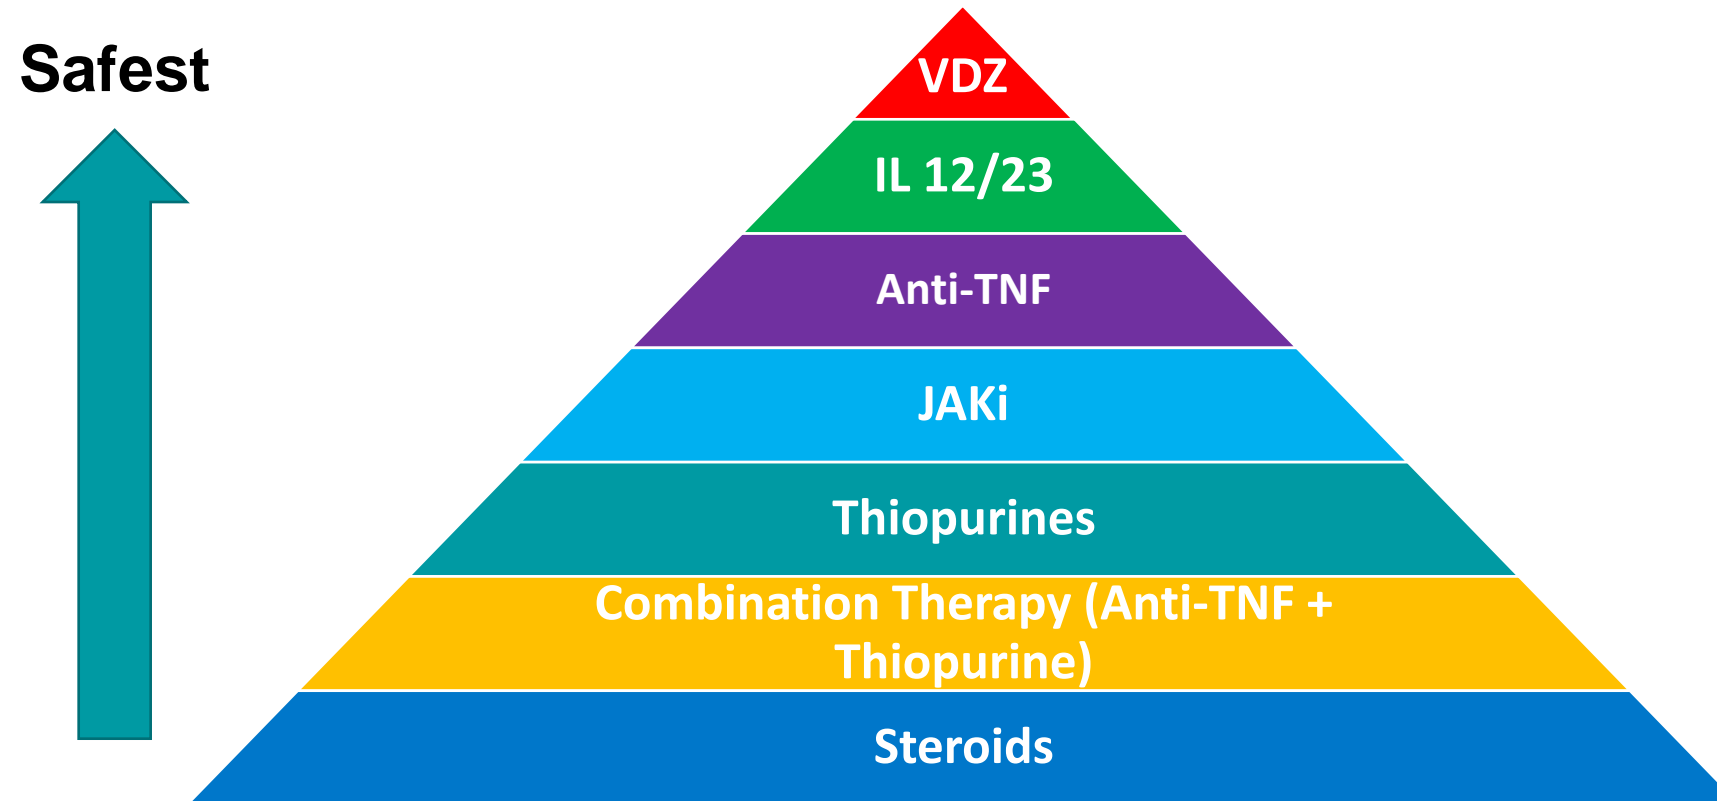 Safest
VDZ
IL 12/23
Anti-TNF
JAKi
Thiopurines
Combination Therapy (Anti-TNF +
Thiopurine)
Steroids